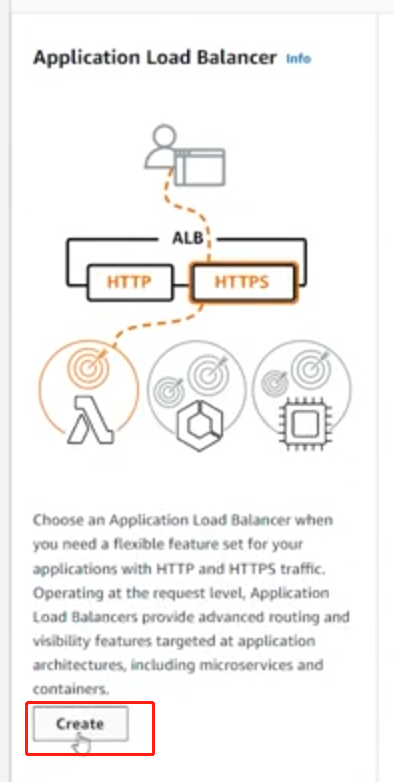 Application Load Balancer Info
ALB
HTTP HTTPS
Choose an Application Load Balancer when
you need a flexible feature set for your
applications with HTTP and HTTPS traffic.
Operating at the request level, Application
Load Balancers provide advanced routing and
visibility features targeted at application
architectures, including microservices and
containers.
Create